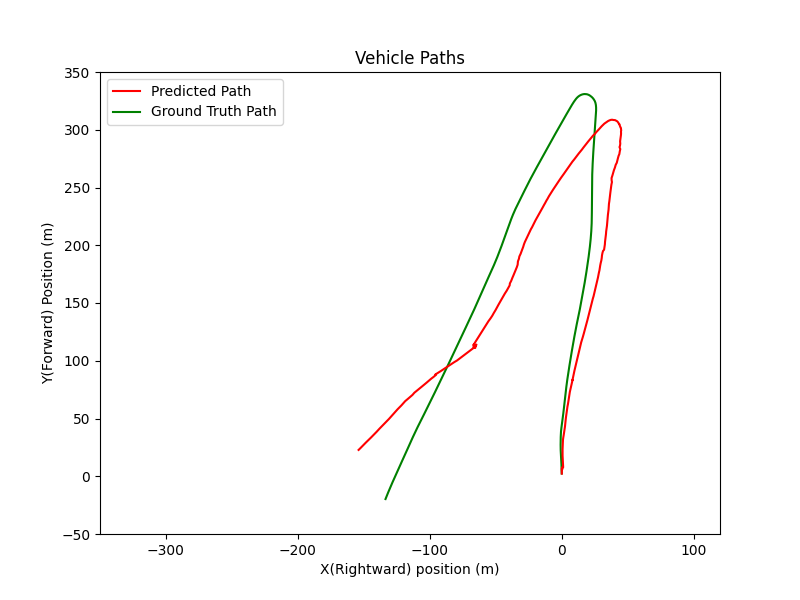 Vehicle Paths
Predicted Path
Ground Truth Path
350
300
250
200
150
100
50
0
−50
Y(Forward) Position (m)
−300
−200
−100
0
100
X(Rightward) position (m)